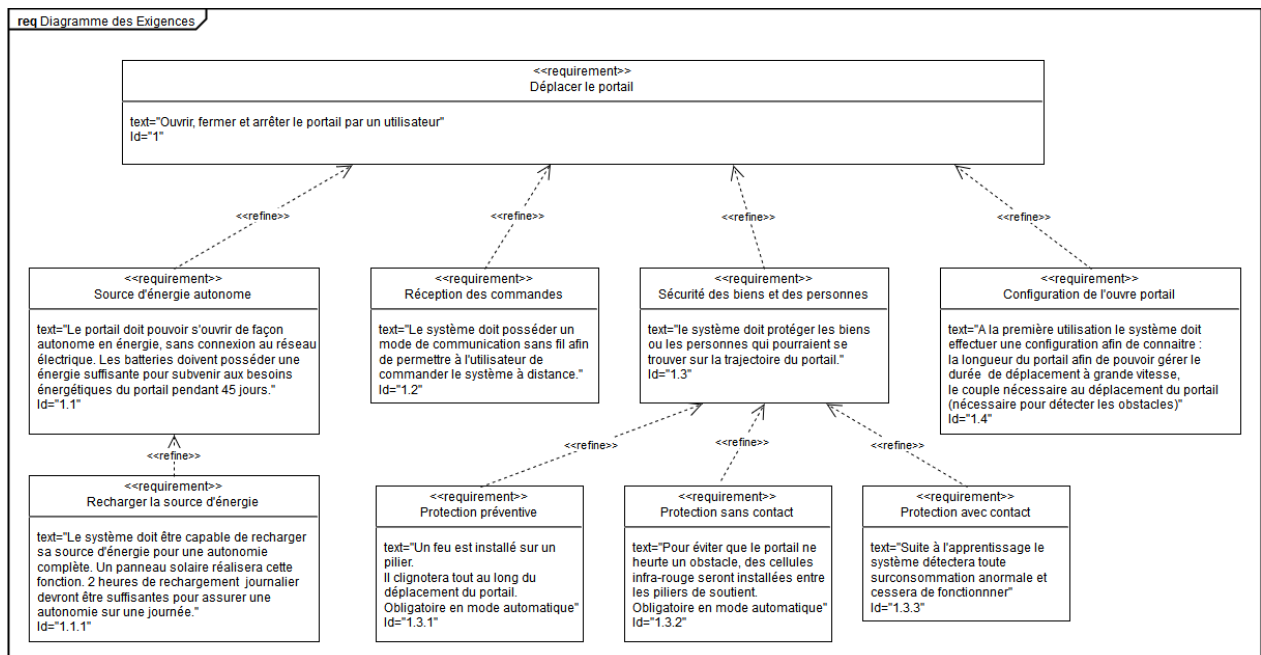 req Diagramme des Exigences
<<requirement>>
Déplacer le portail
text="Ouvrir, fermer et arrêter le portail par un utilisateur"
Id="1"
<<refine>>
<<refine>>
<<refine>>
<<refine>>
<<requirement>>
Source d'énergie autonome
text="Le portail doit pouvoir s'ouvrir de façon
autonome en énergie, sans connexion au réseau
électrique. Les batteries doivent posséder une
énergie suffisante pour subvenir aux besoins
énergétiques du portail pendant 45 jours."
Id="1.1"
<<requirement>>
Réception des commandes
text="Le système doit posséder un
mode de communication sans fil afin
de permettre à l'utilisateur de
commander le système à distance."
Id="1.2"
<<requirement>>
Sécurité des biens et des personnes
text="le système doit protéger les biens
ou les personnes qui pourraient se
trouver sur la trajectoire du portail."
Id="1.3"
<<requirement>>
Configuration de l'ouvre portail
text="A la première utilisation le système doit
effectuer une configuration afin de connaitre :
la longueur du portail afin de pouvoir gérer le
durée  de déplacement à grande vitesse,
le couple nécessaire au déplacement du portail
(nécessaire pour détecter les obstacles)"
Id="1.4"
<<refine>>
<<refine>>
<<refine>>
<<refine>>
<<requirement>>
Recharger la source d'énergie
text="Le système doit être capable de recharger
sa source d'énergie pour une autonomie
complète. Un panneau solaire réalisera cette
fonction. 2 heures de rechargement  journalier
devront être suffisantes pour assurer une
autonomie sur une journée."
Id="1.1.1"
<<requirement>>
Protection préventive
text="Un feu est installé sur un
pilier.
Il clignotera tout au long du
déplacement du portail.
Obligatoire en mode automatique"
Id="1.3.1"
<<requirement>>
Protection sans contact
text="Pour éviter que le portail ne
heurte un obstacle, des cellules
infra-rouge seront installées entre
les piliers de soutient.
Obligatoire en mode automatique"
Id="1.3.2"
<<requirement>>
Protection avec contact
text="Suite à l'apprentissage le
système détectera toute
surconsommation anormale et
cessera de fonctionnner"
Id="1.3.3"